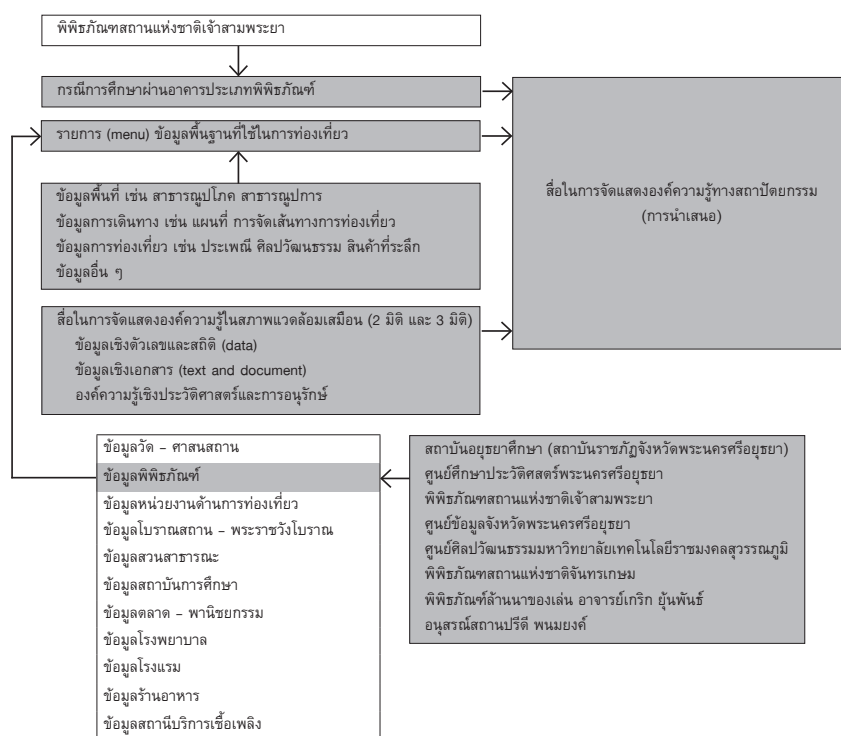 พิพิธภัณฑสถานแห่งชาติเจ้าสามพระยา
กรณีการศึกษาผ่านอาคารประเภทพิพิธภัณฑ์
รายการ (menu) ข้อมูลพื้นฐานที่ใช้ในการท่องเที่ยว
ข้อมูลพื้นที่ เช่น สาธารณูปโภค สาธารณูปการ
ข้อมูลการเดินทาง เช่น แผนที่ การจัดเส้นทางการท่องเที่ยว
ข้อมูลการท่องเที่ยว เช่น ประเพณี ศิลปวัฒนธรรม สินค้าที่ระลึก
ข้อมูลอื่น ๆ
สื่อในการจัดแสดงองค์ความรู้ในสภาพแวดล้อมเสมือน (2 มิติ และ 3 มิติ)
ข้อมูลเชิงตัวเลขและสถิติ (data)
ข้อมูลเชิงเอกสาร (text and document)
องค์ความรู้เชิงประวัติศาสตร์และการอนุรักษ์
สื่อในการจัดแสดงองค์ความรู้ทางสถาปัตยกรรม
(การนำเสนอ)
ข้อมูลวัด – ศาสนสถาน
ข้อมูลพิพิธภัณฑ์
ข้อมูลหน่วยงานด้านการท่องเที่ยว
ข้อมูลโบราณสถาน – พระราชวังโบราณ
ข้อมูลสวนสาธารณะ
ข้อมูลสถาบันการศึกษา
ข้อมูลตลาด – พานิชยกรรม
ข้อมูลโรงพยาบาล
ข้อมูลโรงแรม
ข้อมูลร้านอาหาร
ข้อมูลสถานีบริการเชื้อเพลิง
สถาบันอยุธยาศึกษา (สถาบันราชภัฏจังหวัดพระนครศรีอยุธยา)
ศูนย์ศึกษาประวัติศสตร์พระนครศรีอยุธยา
พิพิธภัณฑสถานแห่งชาติเจ้าสามพระยา
ศูนย์ข้อมูลจังหวัดพระนครศรีอยุธยา
ศูนย์ศิลปวัฒนธรรมมหาวิทยาลัยเทคโนโลยีราชมงคลสุวรรณภูมิ
พิพิธภัณฑสถานแห่งชาติจันทรเกษม
พิพิธภัณฑ์ล้านนาของเล่น อาจารย์เกริก ยุ้นพันธ์
อนุสรณ์สถานปรีดี พนมยงค์